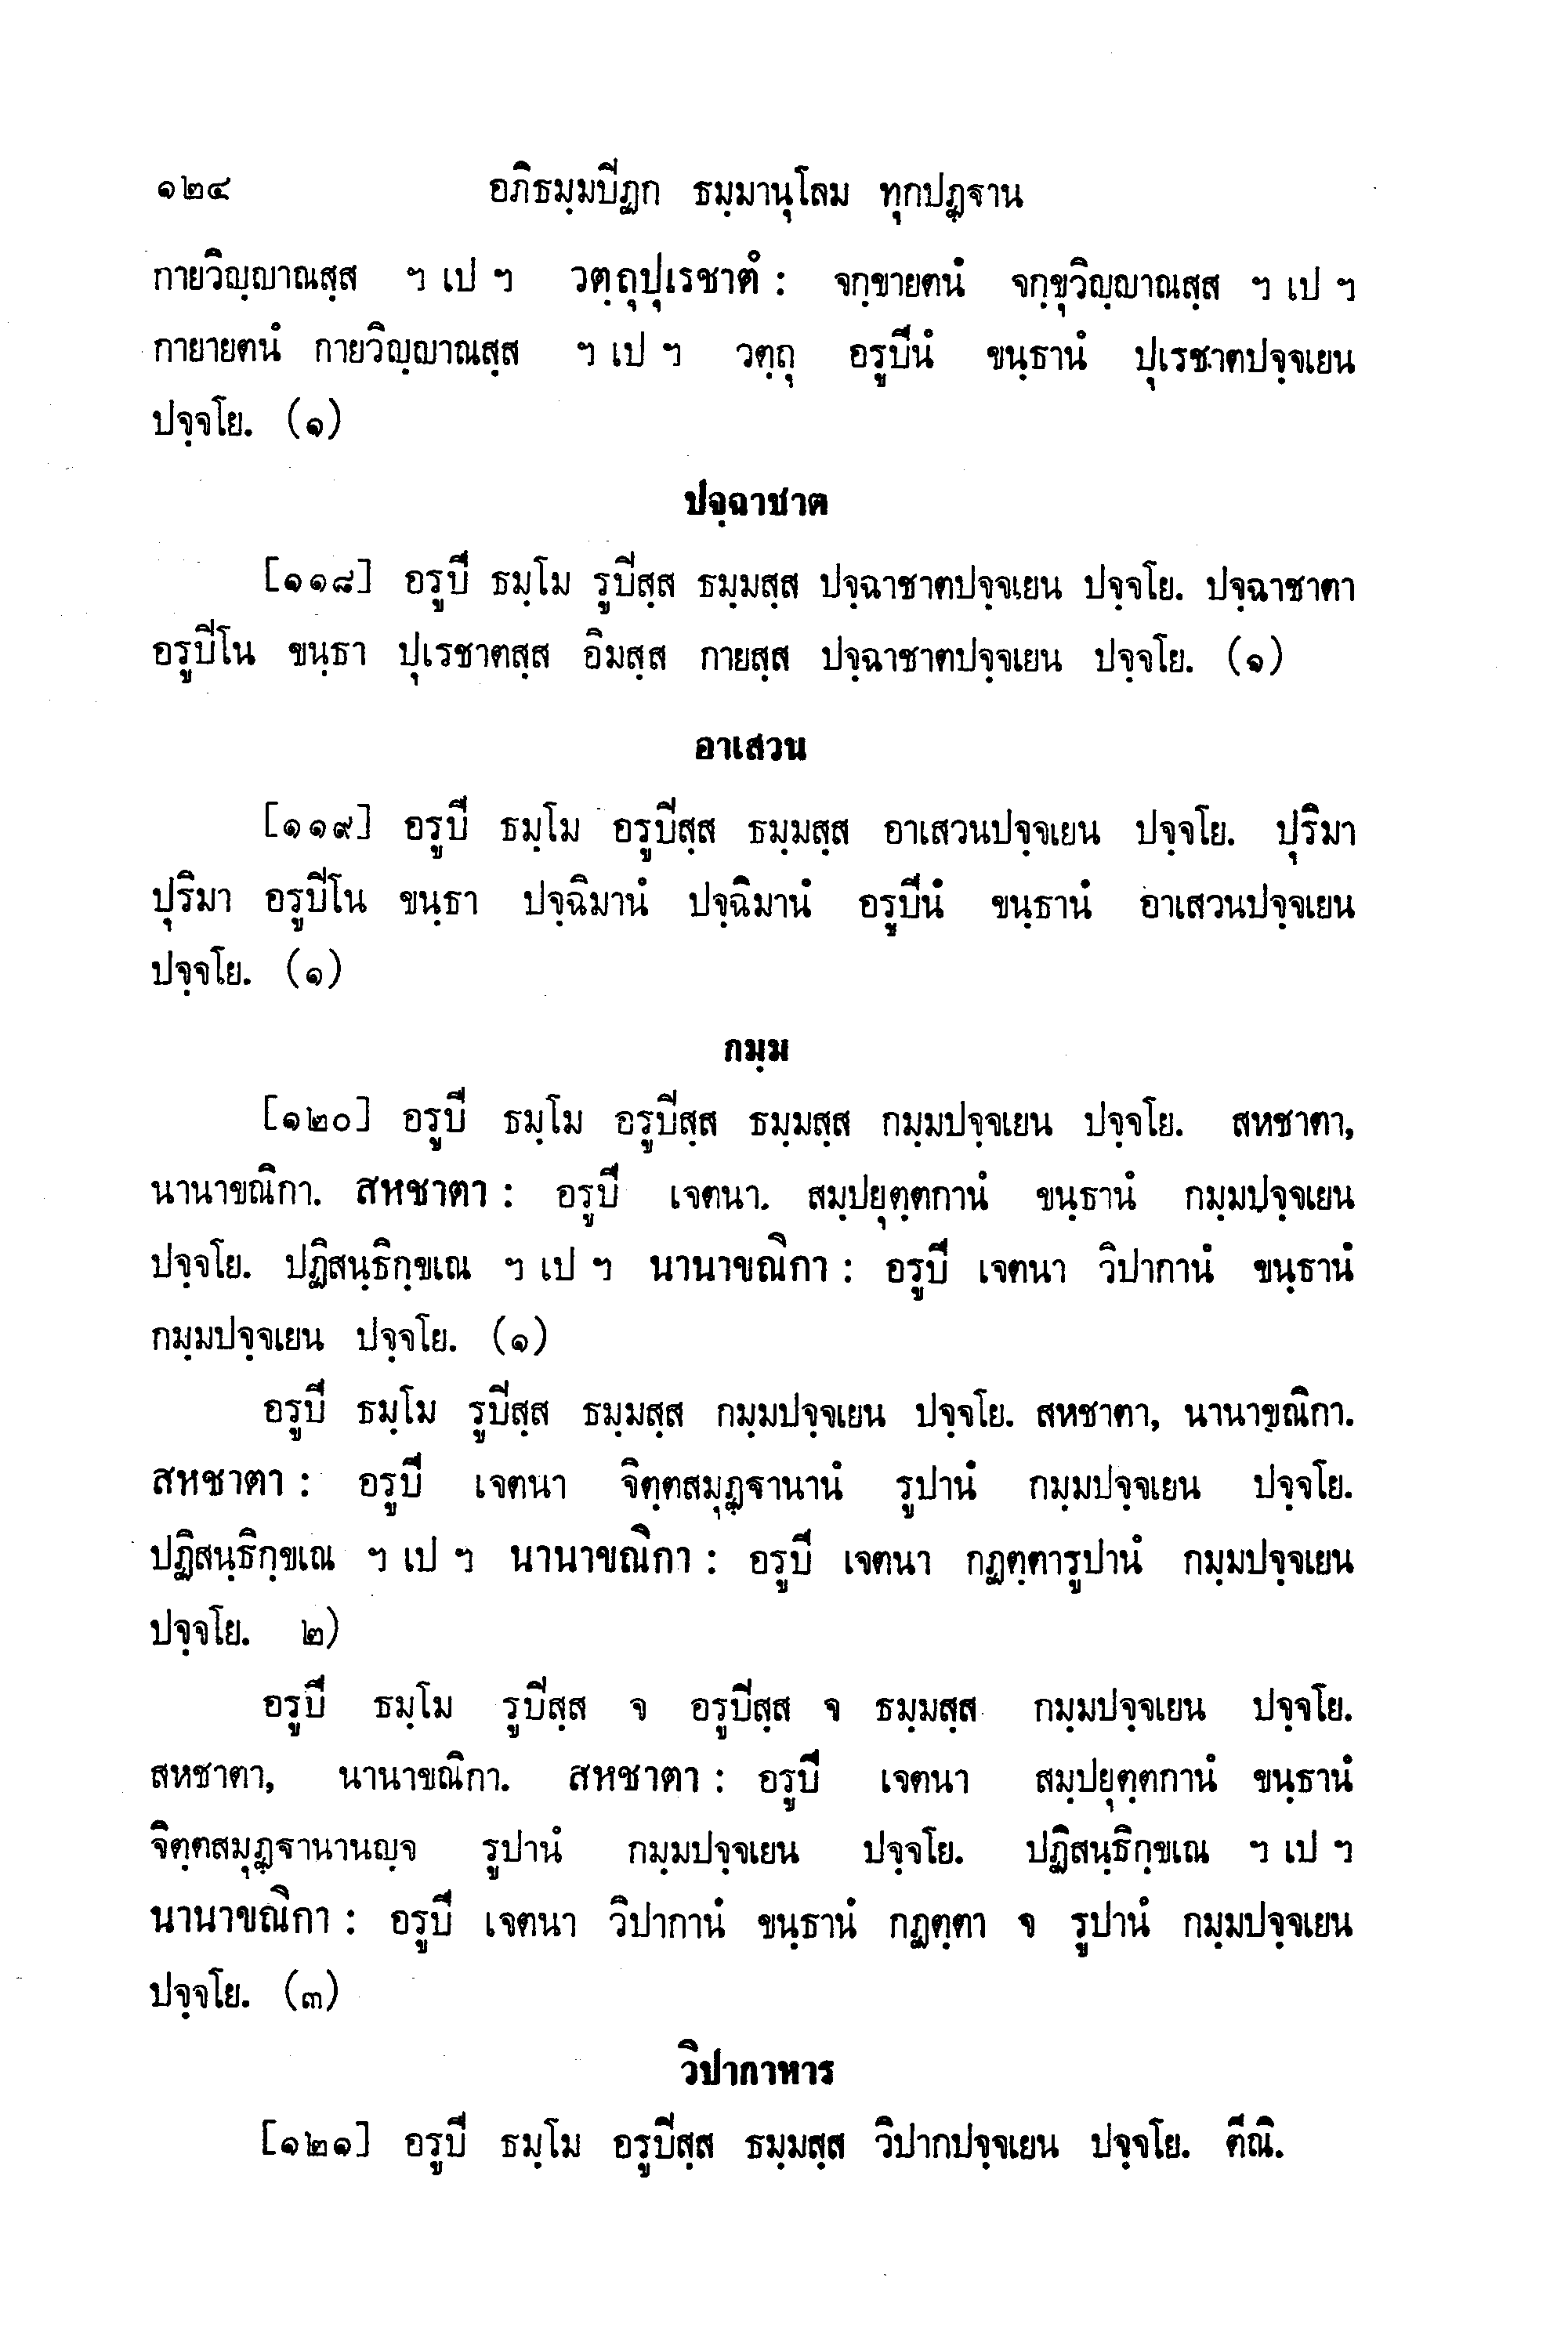 ๑๒๔ อภิธมฺมปีฏก ธมฺมานุโลม ทุกปฏฺฐาน
กายวิญฺญาณสฺส ฯ เป ฯ วตฺถุปุเรชาตํ : จกฺขายตนํ จกฺขุวิญฺญาณสฺส ฯ เป ฯ
กายายตนํ กายวิญฺญาณสฺส ฯ เป ฯ วตฺถุ อรูปีนํ ขนฺธานํ ปุเรชาตปจฺจเยน
ปจฺจโย. (๑)
ปจฺฉาชาต
[๑๑๘] อรูปี ธมฺโม รูปีสฺส ธมฺมสฺส ปจฺฉาชาตปจฺจเยน ปจฺจโย. ปจฺฉาชาตา
อรูปีโน ขนฺธา ปุเรชาตสฺส อิมสฺส กายสฺส ปจฺฉาชาตปจฺจเยน ปจฺจโย. (๑)
อาเสวน
[๑๑๙] อรูปี ธมฺโม อรูปีสฺส ธมฺมสฺส อาเสวนปจฺจเยน ปจฺจโย. ปุริมา
ปุริมา อรูปีโน ขนฺธา ปจฺฉิมานํ ปจฺฉิมานํ อรูปีนํ ขนฺธานํ อาเสวนปจฺจเยน
ปจฺจโย. (๑)
กมฺม
[๑๒๐] อรูปี ธมฺโม อรูปีสฺส ธมฺมสฺส กมฺมปจฺจเยน ปจฺจโย. สหชาตา,
นานาขณิกา. สหชาตา : อรูปี เจตนา. สมฺปยุตฺตกานํ ขนฺธานํ กมฺมปจฺจเยน
ปจฺจโย. ปฏิสนฺธิกฺขเณ ฯ เป ฯ นานาขณิกา : อรูปี เจตนา วิปากานํ ขนฺธานํ
กมฺมปจฺจเยน ปจฺจโย. (๑)
อรูปี ธมฺโม รูปีสฺส ธมฺมสฺส กมฺมปจฺจเยน ปจฺจโย. สหชาตา, นานาขณิกา.
สหชาตา : อรูปี เจตนา จิตฺตสมุฏฺฐานานํ รูปานํ กมฺมปจฺจเยน ปจฺจโย.
ปฏิสนฺธิกฺขเณ ฯ เป ฯ นานาขณิกา : อรูปี เจตนา กฏตฺตารูปานํ กมฺมปจฺจเยน
ปจฺจโย. ๒)
อรูปี ธมฺโม รูปีสฺส จ อรูปีสฺส จ ธมฺมสฺส กมฺมปจฺจเยน ปจฺจโย.
สหชาตา, นานาขณิกา. สหชาตา : อรูปี เจตนา สมฺปยุตฺตกานํ ขนฺธานํ
จิตฺตสมุฏฺฐานานญฺจ รูปานํ กมฺมปจฺจเยน ปจฺจโย. ปฏิสนฺธิกฺขเณ ฯ เป ฯ
นานาขณิกา : อรูปี เจตนา วิปากานํ ขนฺธานํ กฏตฺตา จ รูปานํ กมฺมปจฺจเยน
ปจฺจโย. (๓)
วิปากาหาร
[๑๒๑] อรูปี ธมฺโม อรูปีสฺส ธมฺมสฺส วิปากปจฺจเยน ปจฺจโย. ตีณิ.